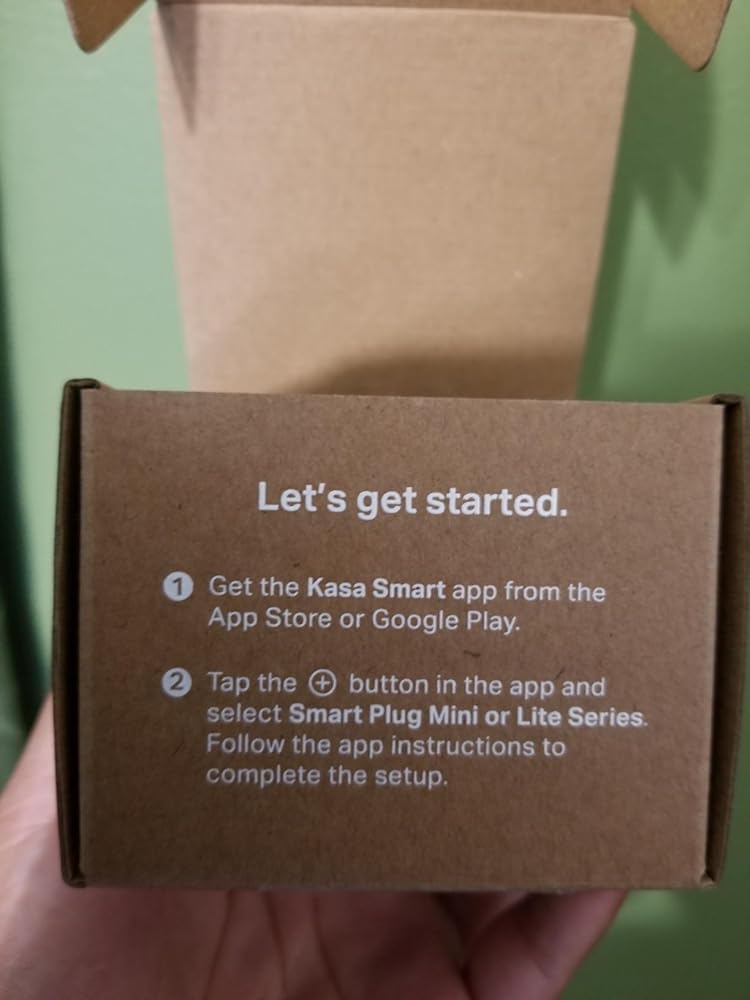 Let's get started.
1 Get the Kasa Smart app from the
App Store or Google Play.
2 Tap the ⊕ button in the app and
select Smart Plug Mini or Lite Series.
Follow the app instructions to
complete the setup.